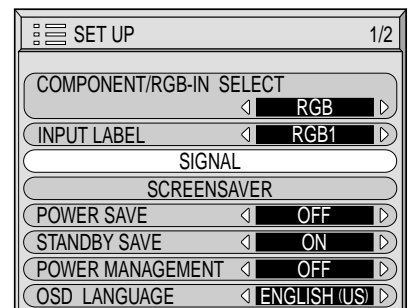 SET UP 1/2
COMPONENT/RGB-IN SELECT
RGB
INPUT LABEL RGB1
SIGNAL
SCREENSAVER
POWER SAVE OFF
STANDBY SAVE ON
POWER MANAGEMENT OFF
OSD LANGUAGE ENGLISH (US)